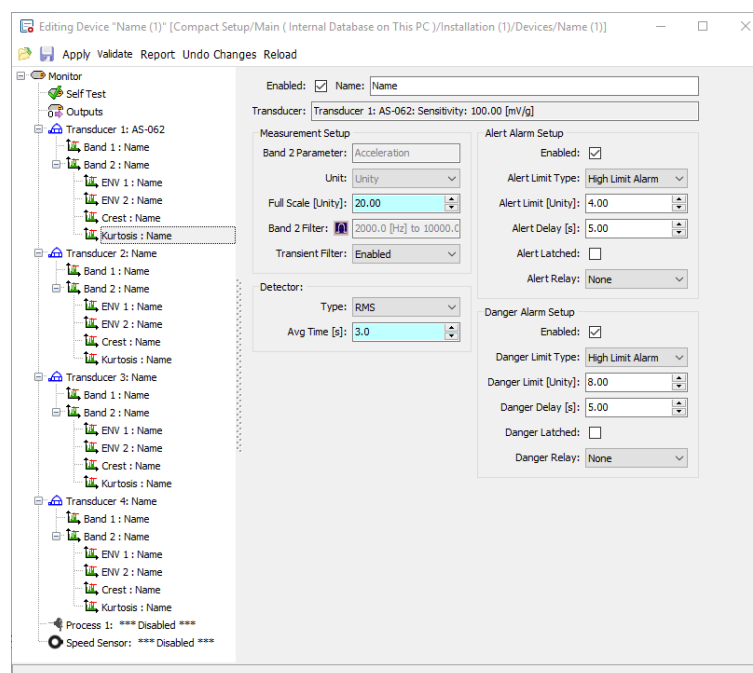 Editing Device "Name (1)" [Compact Setup/Main ( Internal Database on This PC )/Installation (1)/Devices/Name (1)]
Apply Validate Report Undo Changes Reload
Monitor
Self Test
Outputs
Transducer 1: AS-062
Band 1 : Name
Band 2 : Name
ENV 1 : Name
ENV 2 : Name
Crest : Name
Kurtosis : Name
Transducer 2: Name
Band 1 : Name
Band 2 : Name
ENV 1 : Name
ENV 2 : Name
Crest : Name
Kurtosis : Name
Transducer 3: Name
Band 1 : Name
Band 2 : Name
ENV 1 : Name
ENV 2 : Name
Crest : Name
Kurtosis : Name
Transducer 4: Name
Band 1 : Name
Band 2 : Name
ENV 1 : Name
ENV 2 : Name
Crest : Name
Kurtosis : Name
Process 1: *** Disabled ***
Speed Sensor: *** Disabled ***
Enabled: Name: Name
Transducer: Transducer 1: AS-062: Sensitivity: 100.00 [mV/g]
Measurement Setup
Band 2 Parameter: Acceleration
Unit: Unity
Full Scale [Unity]: 20.00
Band 2 Filter: 2000.0 [Hz] to 10000.0
Transient Filter: Enabled
Detector:
Type: RMS
Avg Time [s]: 3.0
Alert Alarm Setup
Enabled:
Alert Limit Type: High Limit Alarm
Alert Limit [Unity]: 4.00
Alert Delay [s]: 5.00
Alert Latched:
Alert Relay: None
Danger Alarm Setup
Enabled:
Danger Limit Type: High Limit Alarm
Danger Limit [Unity]: 8.00
Danger Delay [s]: 5.00
Danger Latched:
Danger Relay: None